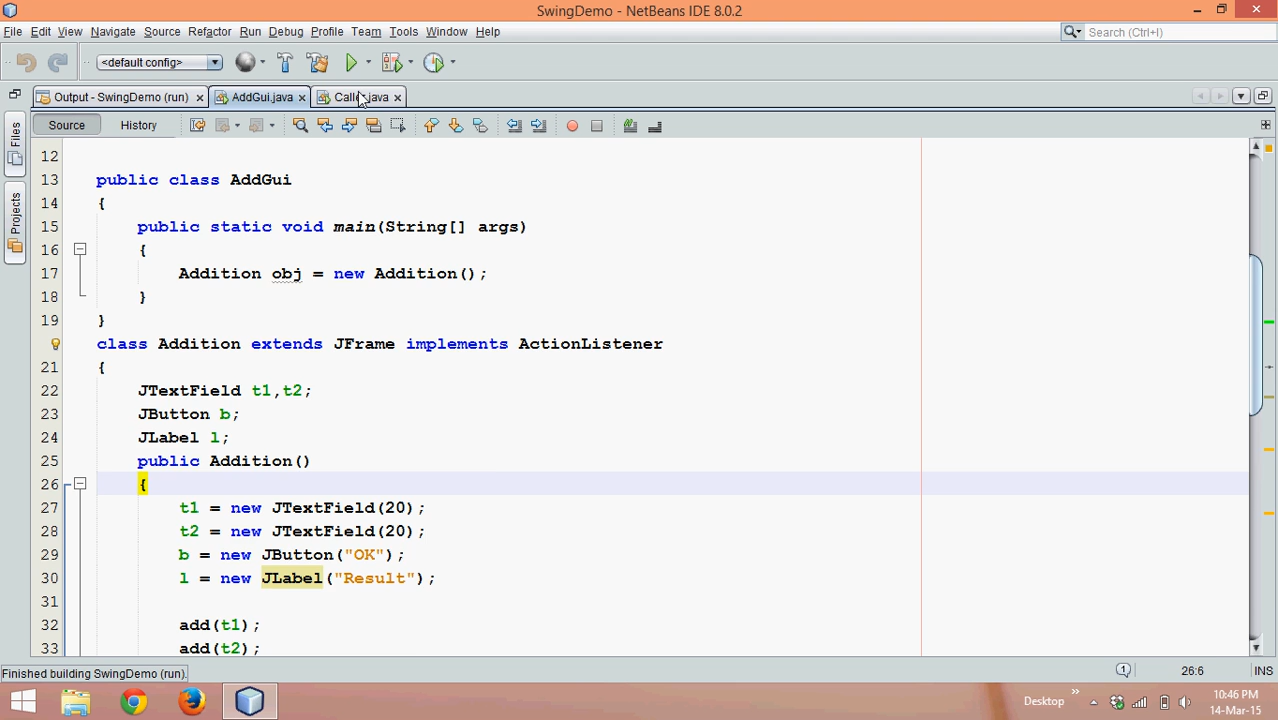 SwingDemo - NetBeans IDE 8.0.2
File Edit View Navigate Source Refactor Run Debug Profile Team Tools Window Help
Search (Ctrl+I)
<default config>
Output - SwingDemo (run) AddGui.java
Source History
Files
Projects
12
13 public class AddGui
14 {
15 public static void main(String[] args)
16 {
17 Addition obj = new Addition();
18 }
19 }
class Addition extends JFrame implements ActionListener
21 {
22 JTextField t1,t2;
23 JButton b;
24 JLabel l;
25 public Addition()
26 {
27 t1 = new JTextField(20);
28 t2 = new JTextField(20);
29 b = new JButton("OK");
30 l = new JLabel("Result");
31
32 add(t1);
33 add(t2);
Finished building SwingDemo (run).
1
26:6 INS
Desktop
10:46 PM
14-Mar-15